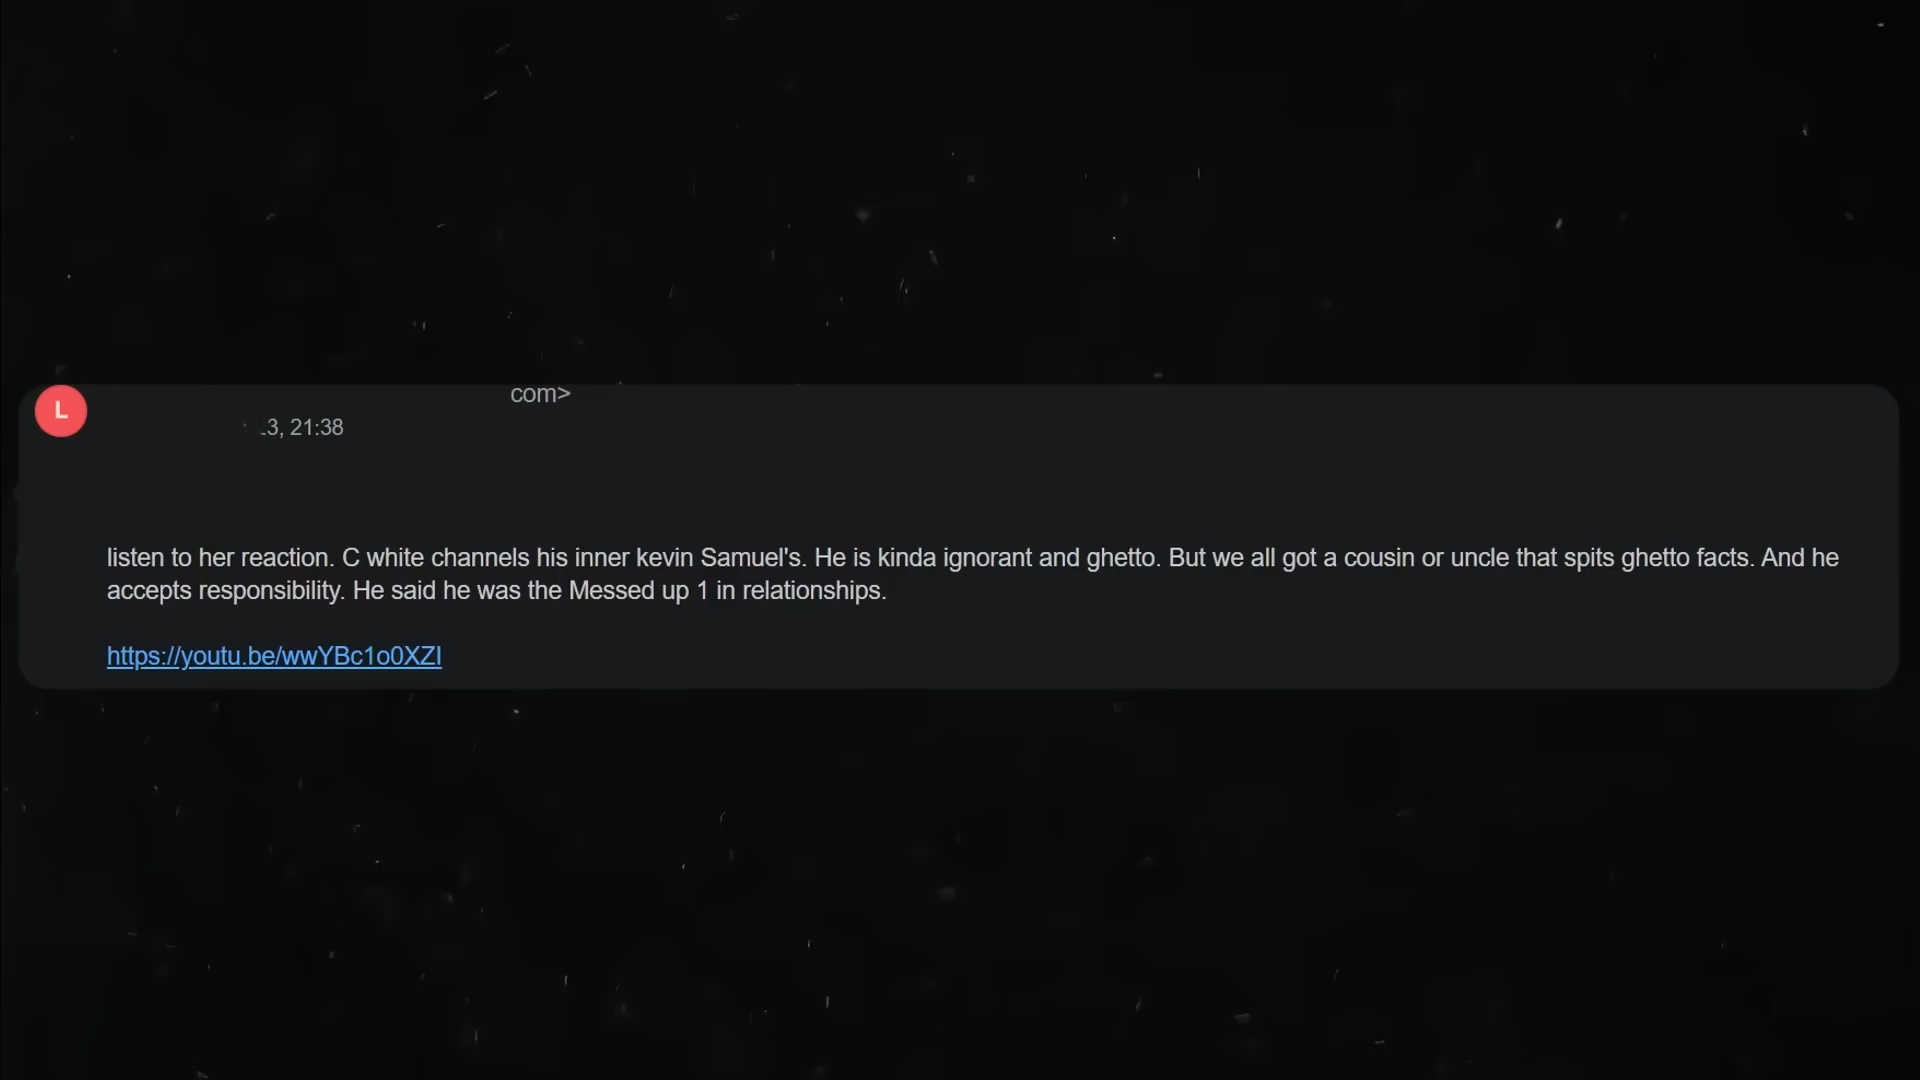 L
com>
3, 21:38
listen to her reaction. C white channels his inner kevin Samuel's. He is kinda ignorant and ghetto. But we all got a cousin or uncle that spits ghetto facts. And he
accepts responsibility. He said he was the Messed up 1 in relationships.
https://youtu.be/wwYBc1o0XZI